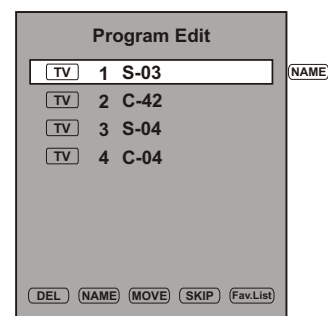 Program Edit
TV 1 S-03 NAME
TV 2 C-42
TV 3 S-04
TV 4 C-04
DEL NAME MOVE SKIP Fav.List